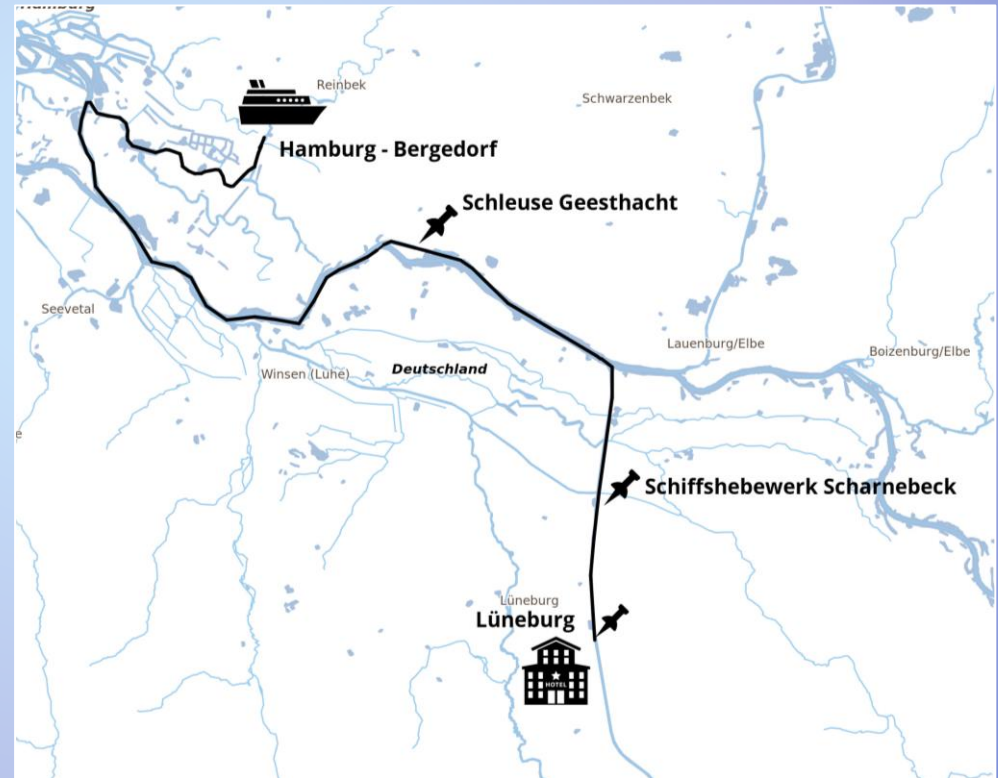 Hamburg
Reinbek
Schwarzenbek
Hamburg - Bergedorf
Schleuse Geesthacht
Seevetal
Lauenburg/Elbe
Boizenburg/Elbe
Winsen (Luhe)
Deutschland
e
Schiffshebewerk Scharnebeck
Lüneburg
Lüneburg
HOTEL